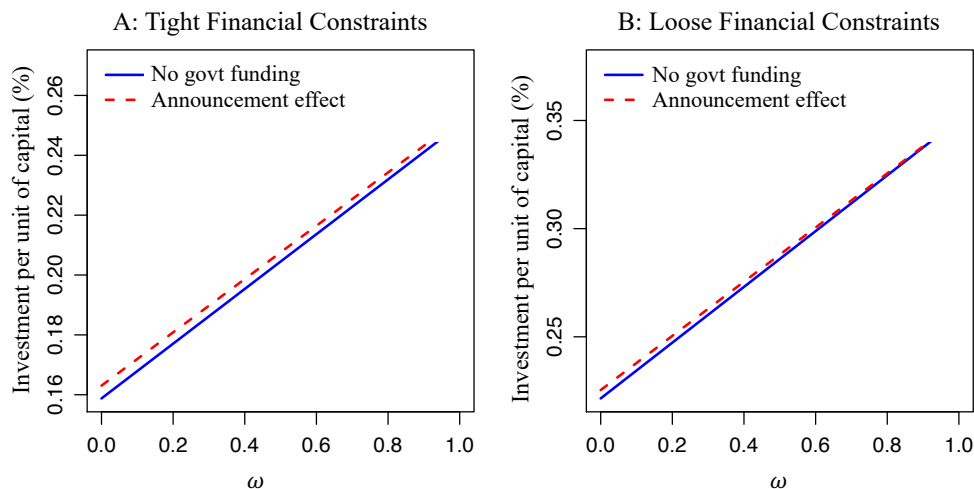 A: Tight Financial Constraints
No govt funding
Announcement effect
Investment per unit of capital (%)
0.26
0.24
0.22
0.20
0.18
0.16
0.0 0.2 0.4 0.6 0.8 1.0
ω
B: Loose Financial Constraints
No govt funding
Announcement effect
Investment per unit of capital (%)
0.35
0.30
0.25
0.0 0.2 0.4 0.6 0.8 1.0
ω